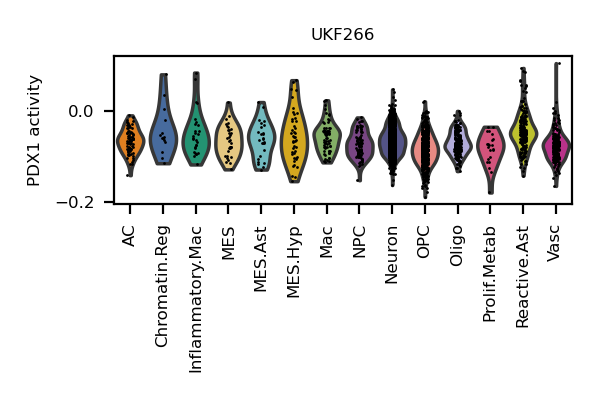 UKF266
PDX1 activity
0.0
−0.2
AC
Chromatin.Reg
Inflammatory.Mac
MES
MES.Ast
MES.Hyp
Mac
NPC
Neuron
OPC
Oligo
Prolif.Metab
Reactive.Ast
Vasc